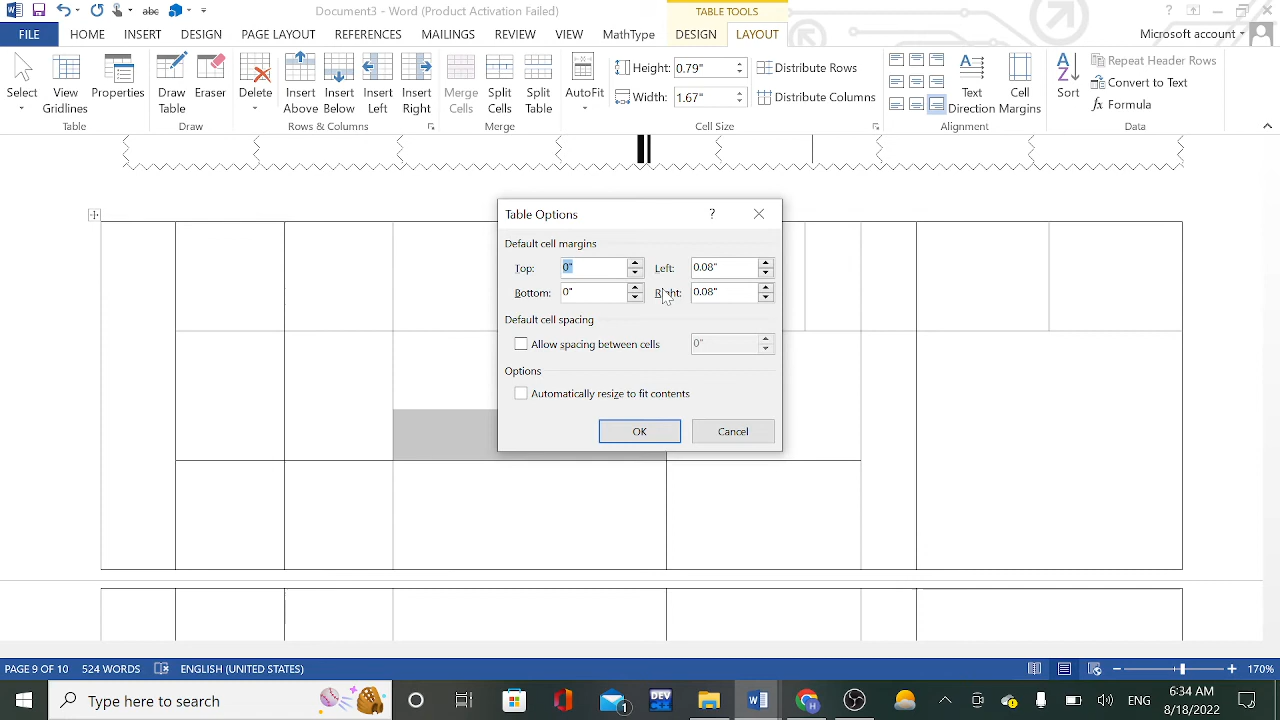 Document3 - Word (Product Activation Failed)
TABLE TOOLS
FILE HOME INSERT DESIGN PAGE LAYOUT REFERENCES MAILINGS REVIEW VIEW MathType DESIGN LAYOUT Microsoft account
Select
View Gridlines
Properties
Draw Table
Eraser
Delete
Insert Above
Insert Below
Insert Left
Insert Right
Merge Cells
Split Cells
Split Table
AutoFit
Height: 0.79"
Width: 1.67"
Distribute Rows
Distribute Columns
Text Direction
Cell Margins
Sort
Repeat Header Rows
Convert to Text
Formula
Table Draw Rows & Columns Merge Cell Size Alignment Data
Table Options ?
Default cell margins
Top: 0" Left: 0.08"
Bottom: 0" Right: 0.08"
Default cell spacing
Allow spacing between cells 0"
Options
Automatically resize to fit contents
OK Cancel
PAGE 9 OF 10 524 WORDS ENGLISH (UNITED STATES) 170%
Type here to search
1
DEV
ENG
6:34 AM
8/18/2022